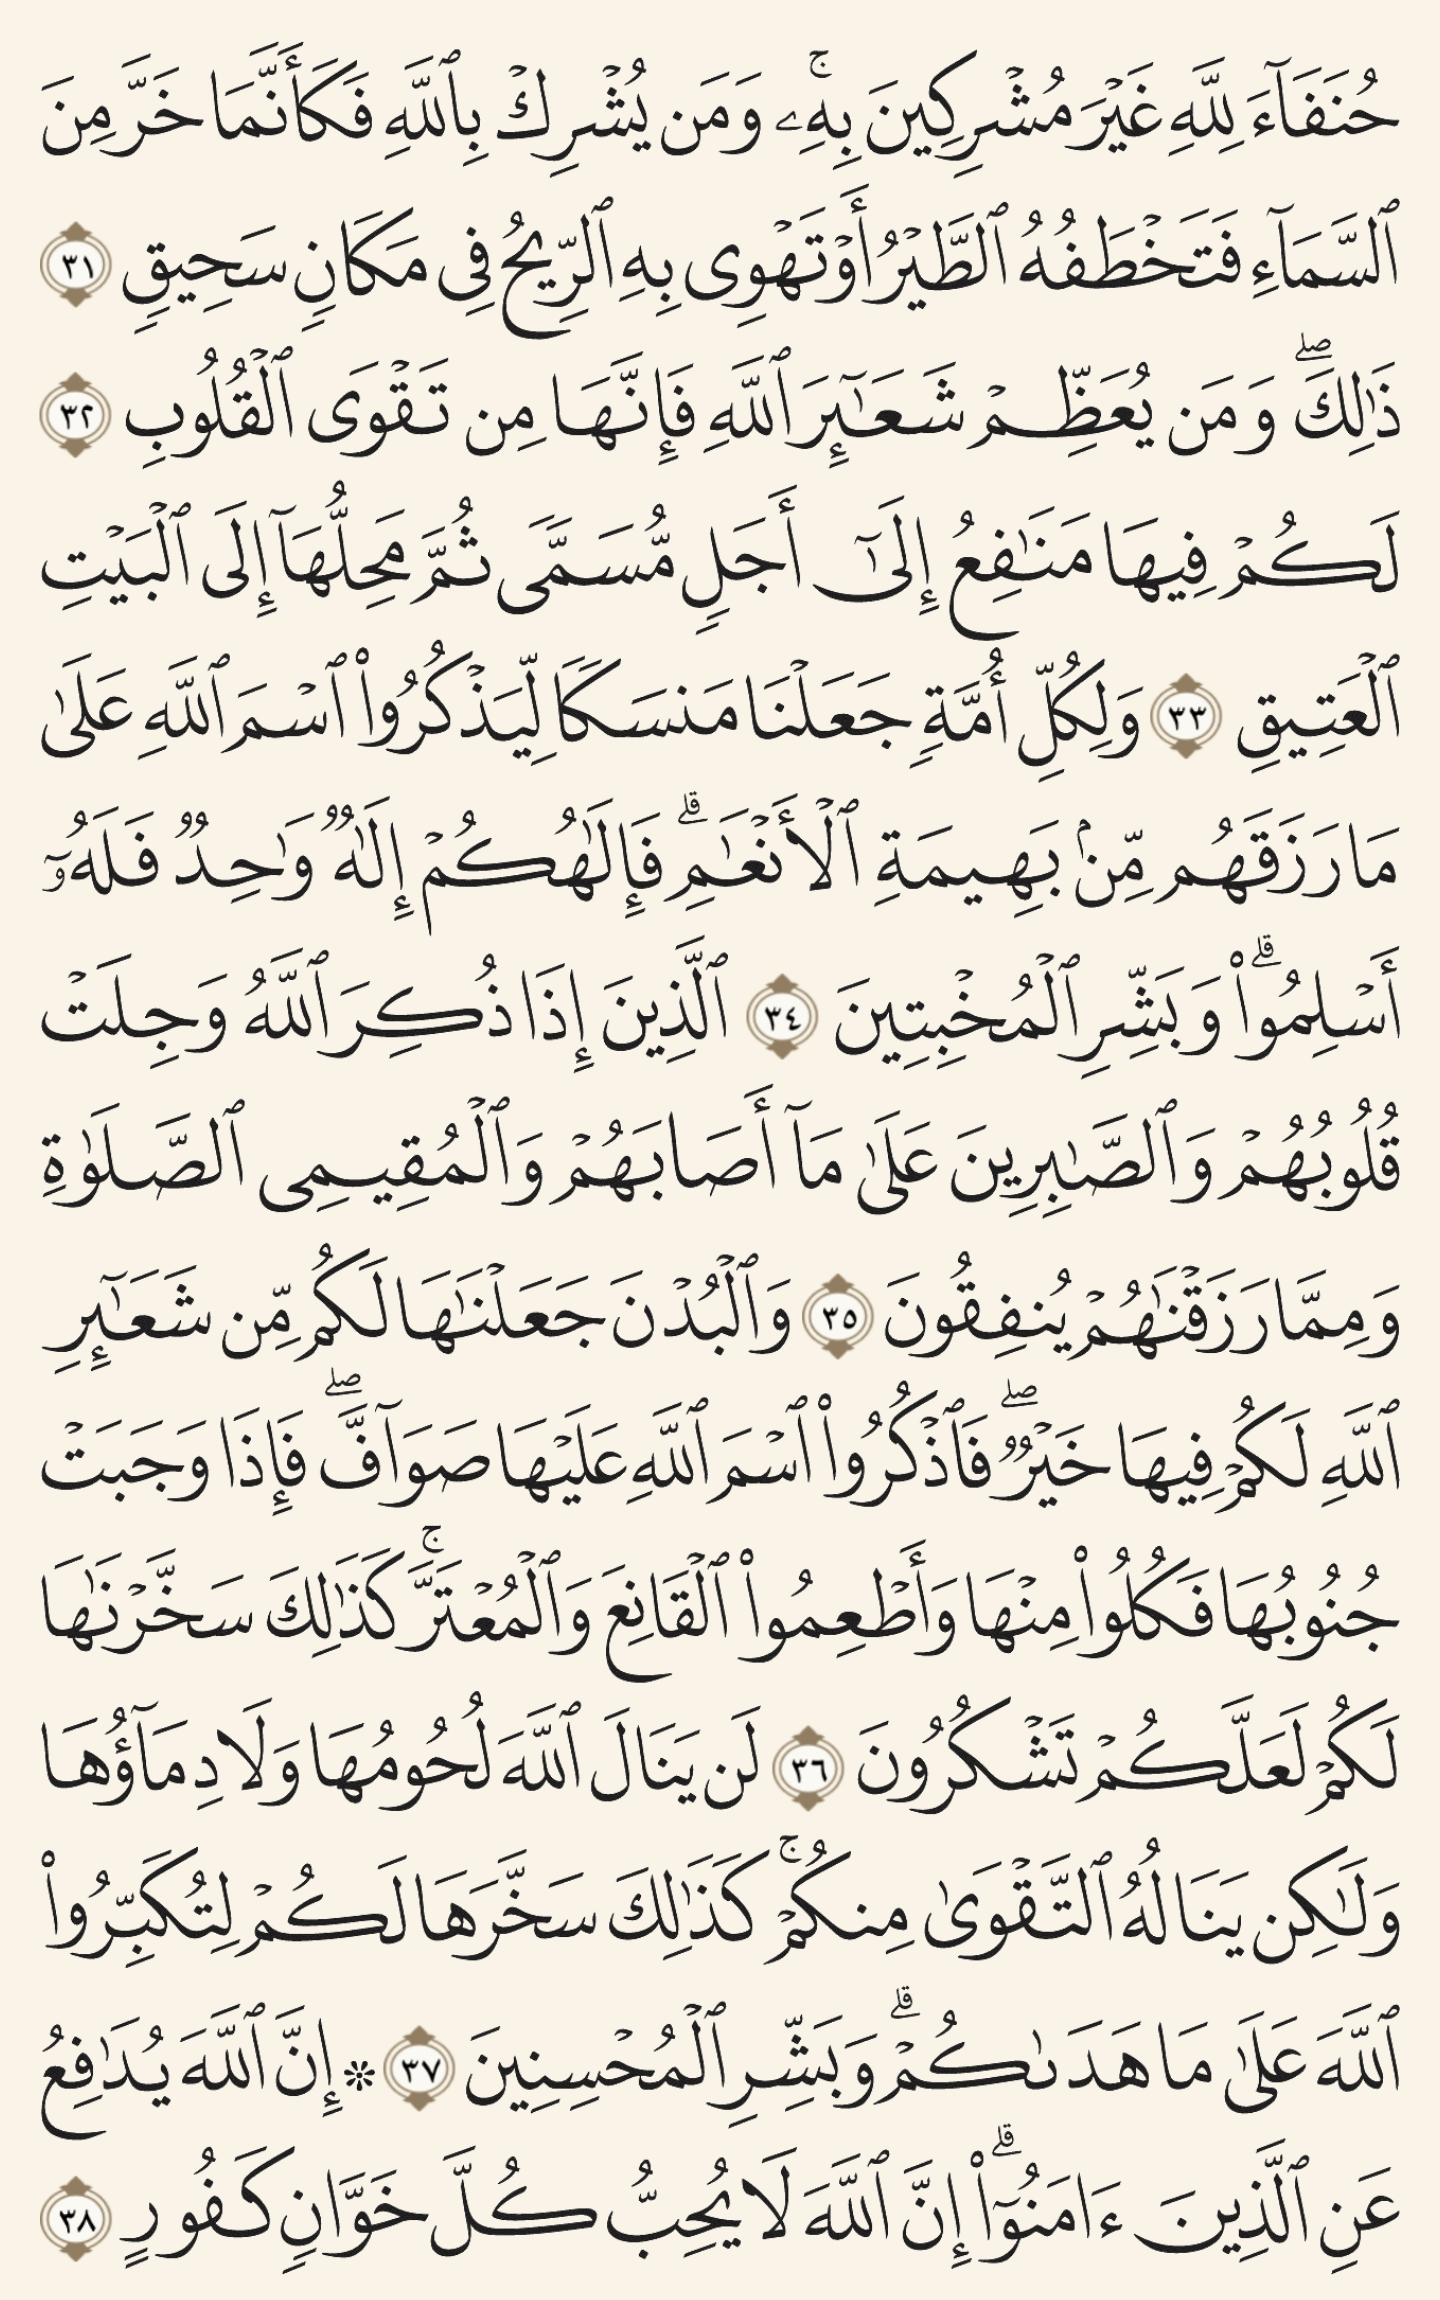 حُنَفَآءَ لِلَّهِ غَيۡرَ مُشۡرِكِينَ بِهِۦۚ وَمَن يُشۡرِكۡ بِٱللَّهِ فَكَأَنَّمَا خَرَّ مِنَ
ٱلسَّمَآءِ فَتَخۡطَفُهُ ٱلطَّيۡرُ أَوۡ تَهۡوِي بِهِ ٱلرِّيحُ فِي مَكَانٖ سَحِيقٖ ٣١
ذَٰلِكَۖ وَمَن يُعَظِّمۡ شَعَٰٓئِرَ ٱللَّهِ فَإِنَّهَا مِن تَقۡوَى ٱلۡقُلُوبِ ٣٢
لَكُمۡ فِيهَا مَنَٰفِعُ إِلَىٰٓ أَجَلٖ مُّسَمّٗى ثُمَّ مَحِلُّهَآ إِلَى ٱلۡبَيۡتِ
ٱلۡعَتِيقِ ٣٣ وَلِكُلِّ أُمَّةٖ جَعَلۡنَا مَنسَكٗا لِّيَذۡكُرُواْ ٱسۡمَ ٱللَّهِ عَلَىٰ
مَا رَزَقَهُم مِّنۢ بَهِيمَةِ ٱلۡأَنۡعَٰمِۗ فَإِلَٰهُكُمۡ إِلَٰهٞ وَٰحِدٞ فَلَهُۥٓ
أَسۡلِمُواْۗ وَبَشِّرِ ٱلۡمُخۡبِتِينَ ٣٤ ٱلَّذِينَ إِذَا ذُكِرَ ٱللَّهُ وَجِلَتۡ
قُلُوبُهُمۡ وَٱلصَّٰبِرِينَ عَلَىٰ مَآ أَصَابَهُمۡ وَٱلۡمُقِيمِي ٱلصَّلَوٰةِ
وَمِمَّا رَزَقۡنَٰهُمۡ يُنفِقُونَ ٣٥ وَٱلۡبُدۡنَ جَعَلۡنَٰهَا لَكُم مِّن شَعَٰٓئِرِ
ٱللَّهِ لَكُمۡ فِيهَا خَيۡرٞۖ فَٱذۡكُرُواْ ٱسۡمَ ٱللَّهِ عَلَيۡهَا صَوَآفَّۖ فَإِذَا وَجَبَتۡ
جُنُوبُهَا فَكُلُواْ مِنۡهَا وَأَطۡعِمُواْ ٱلۡقَانِعَ وَٱلۡمُعۡتَرَّۚ كَذَٰلِكَ سَخَّرۡنَٰهَا
لَكُمۡ لَعَلَّكُمۡ تَشۡكُرُونَ ٣٦ لَن يَنَالَ ٱللَّهَ لُحُومُهَا وَلَا دِمَآؤُهَا
وَلَٰكِن يَنَالُهُ ٱلتَّقۡوَىٰ مِنكُمۡۚ كَذَٰلِكَ سَخَّرَهَا لَكُمۡ لِتُكَبِّرُواْ
ٱللَّهَ عَلَىٰ مَا هَدَىٰكُمۡۗ وَبَشِّرِ ٱلۡمُحۡسِنِينَ ٣٧ ۞ إِنَّ ٱللَّهَ يُدَٰفِعُ
عَنِ ٱلَّذِينَ ءَامَنُوٓاْۗ إِنَّ ٱللَّهَ لَا يُحِبُّ كُلَّ خَوَّانٖ كَفُورٍ ٣٨